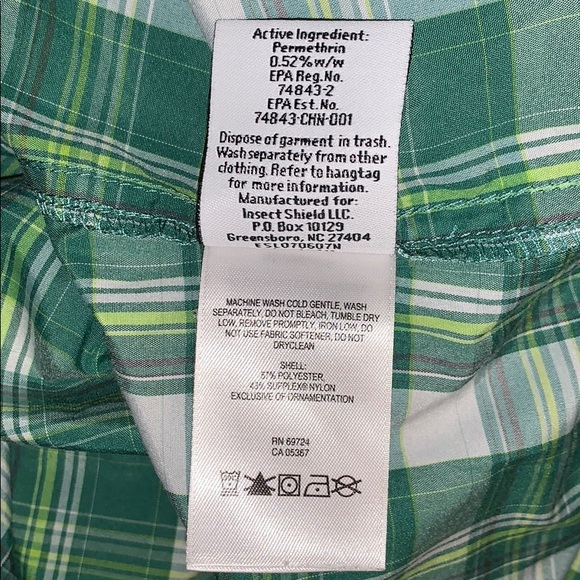 Active Ingredient:
Permethrin
0.52% w/w
EPA Reg. No.
74843-2
EPA Est. No.
74843-CHN-001
Dispose of garment in trash.
Wash separately from other
clothing. Refer to hangtag
for more information.
Manufactured for:
Insect Shield LLC.
P.O. Box 10129
Greensboro, NC 27404
ESL070607N
MACHINE WASH COLD GENTLE, WASH
SEPARATELY, DO NOT BLEACH, TUMBLE DRY
LOW, REMOVE PROMPTLY, IRON LOW, DO
NOT USE FABRIC SOFTENER, DO NOT
DRYCLEAN
SHELL:
57% POLYESTER,
43% SUPPLEX® NYLON
EXCLUSIVE OF ORNAMENTATION
RN 69724
CA 05367